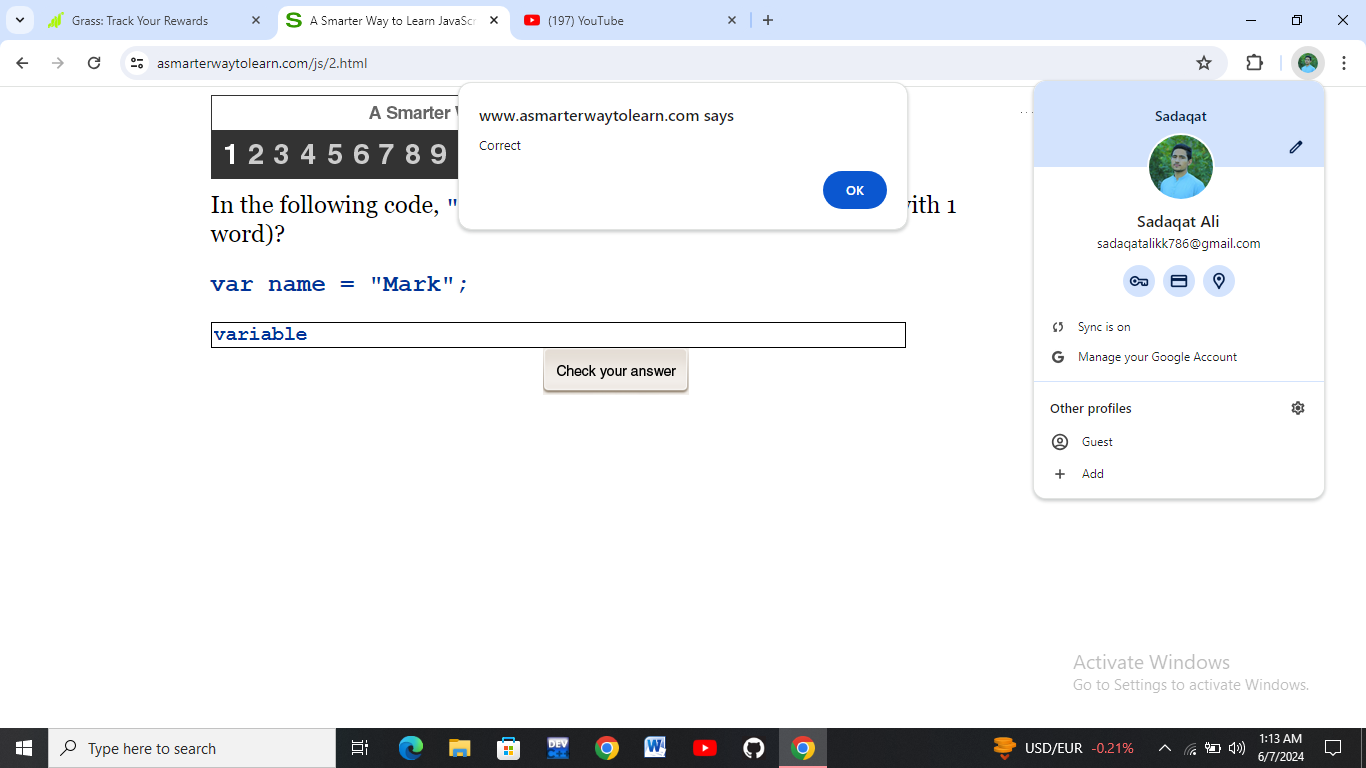 Grass: Track Your Rewards
A Smarter Way to Learn JavaScr
(197) YouTube
asmarterwaytolearn.com/js/2.html
A Smarter
1 2 3 4 5 6 7 8 9
www.asmarterwaytolearn.com says
Correct
OK
In the following code, "
ith 1
word)?
var name = "Mark";
variable
Check your answer
Sadaqat
Sadaqat Ali
sadaqatalikk786@gmail.com
Sync is on
Manage your Google Account
Other profiles
Guest
Add
Activate Windows
Go to Settings to activate Windows.
Type here to search
DEV
USD/EUR -0.21%
1:13 AM
6/7/2024